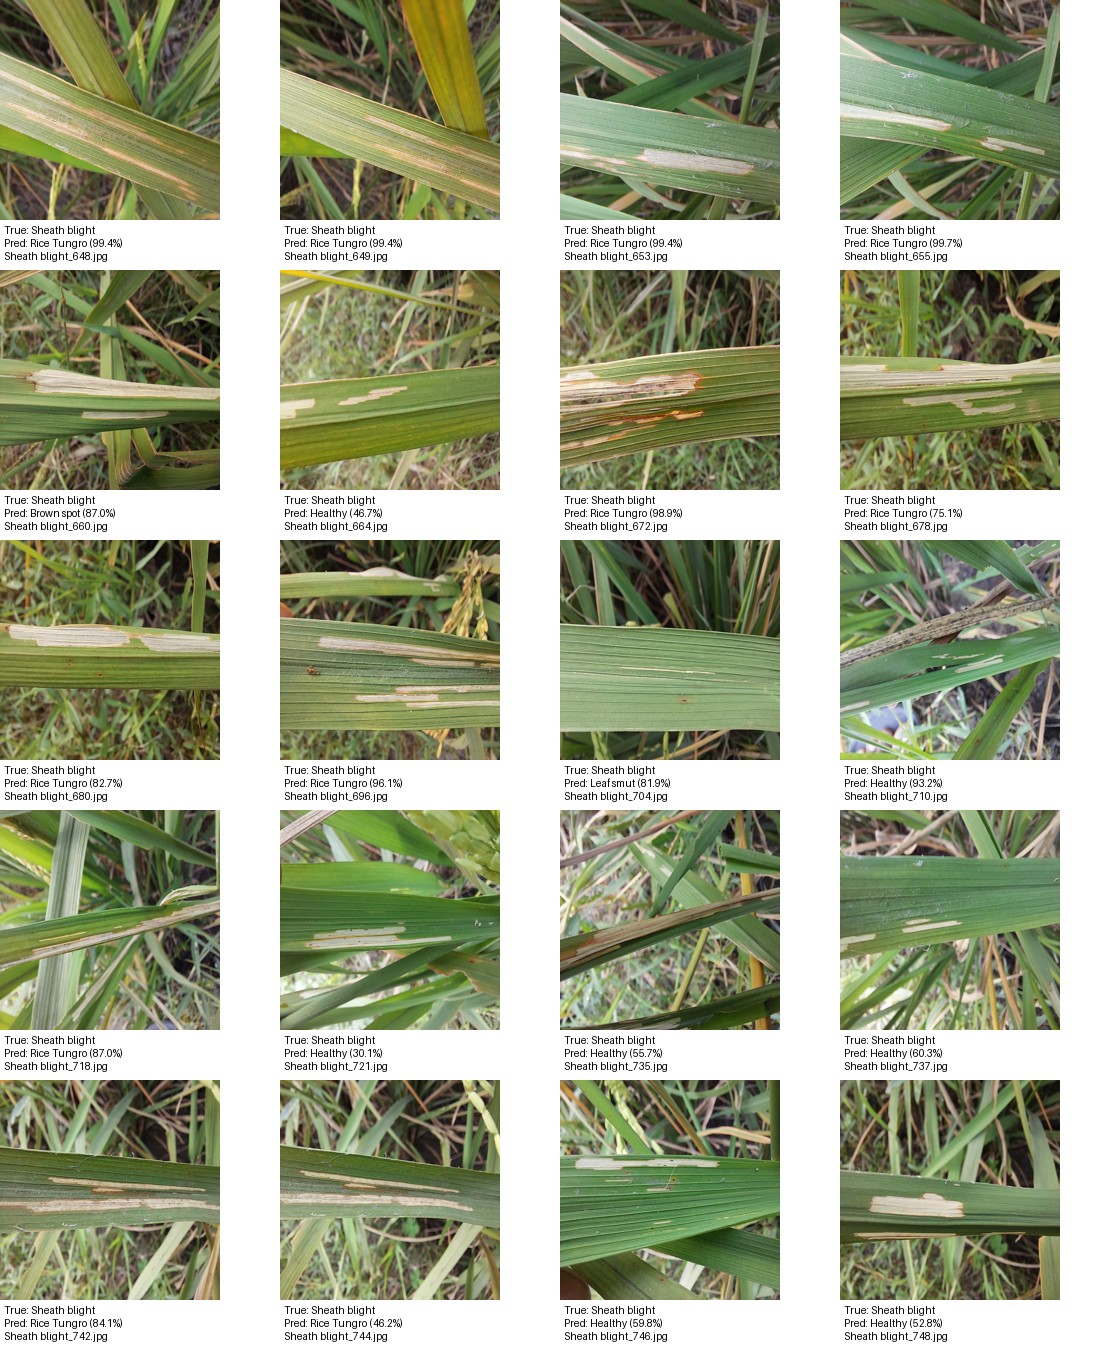 True: Sheath blight
Pred: Rice Tungro (99.4%)
Sheath blight_648.jpg
True: Sheath blight
Pred: Rice Tungro (99.4%)
Sheath blight_649.jpg
True: Sheath blight
Pred: Rice Tungro (99.4%)
Sheath blight_653.jpg
True: Sheath blight
Pred: Rice Tungro (99.7%)
Sheath blight_655.jpg
True: Sheath blight
Pred: Brown spot (87.0%)
Sheath blight_660.jpg
True: Sheath blight
Pred: Healthy (46.7%)
Sheath blight_664.jpg
True: Sheath blight
Pred: Rice Tungro (98.9%)
Sheath blight_672.jpg
True: Sheath blight
Pred: Rice Tungro (75.1%)
Sheath blight_678.jpg
True: Sheath blight
Pred: Rice Tungro (82.7%)
Sheath blight_680.jpg
True: Sheath blight
Pred: Rice Tungro (96.1%)
Sheath blight_696.jpg
True: Sheath blight
Pred: Leaf smut (81.9%)
Sheath blight_704.jpg
True: Sheath blight
Pred: Healthy (93.2%)
Sheath blight_710.jpg
True: Sheath blight
Pred: Rice Tungro (87.0%)
Sheath blight_718.jpg
True: Sheath blight
Pred: Healthy (30.1%)
Sheath blight_721.jpg
True: Sheath blight
Pred: Healthy (55.7%)
Sheath blight_735.jpg
True: Sheath blight
Pred: Healthy (60.3%)
Sheath blight_737.jpg
True: Sheath blight
Pred: Rice Tungro (84.1%)
Sheath blight_742.jpg
True: Sheath blight
Pred: Rice Tungro (46.2%)
Sheath blight_744.jpg
True: Sheath blight
Pred: Healthy (59.8%)
Sheath blight_746.jpg
True: Sheath blight
Pred: Healthy (52.8%)
Sheath blight_748.jpg